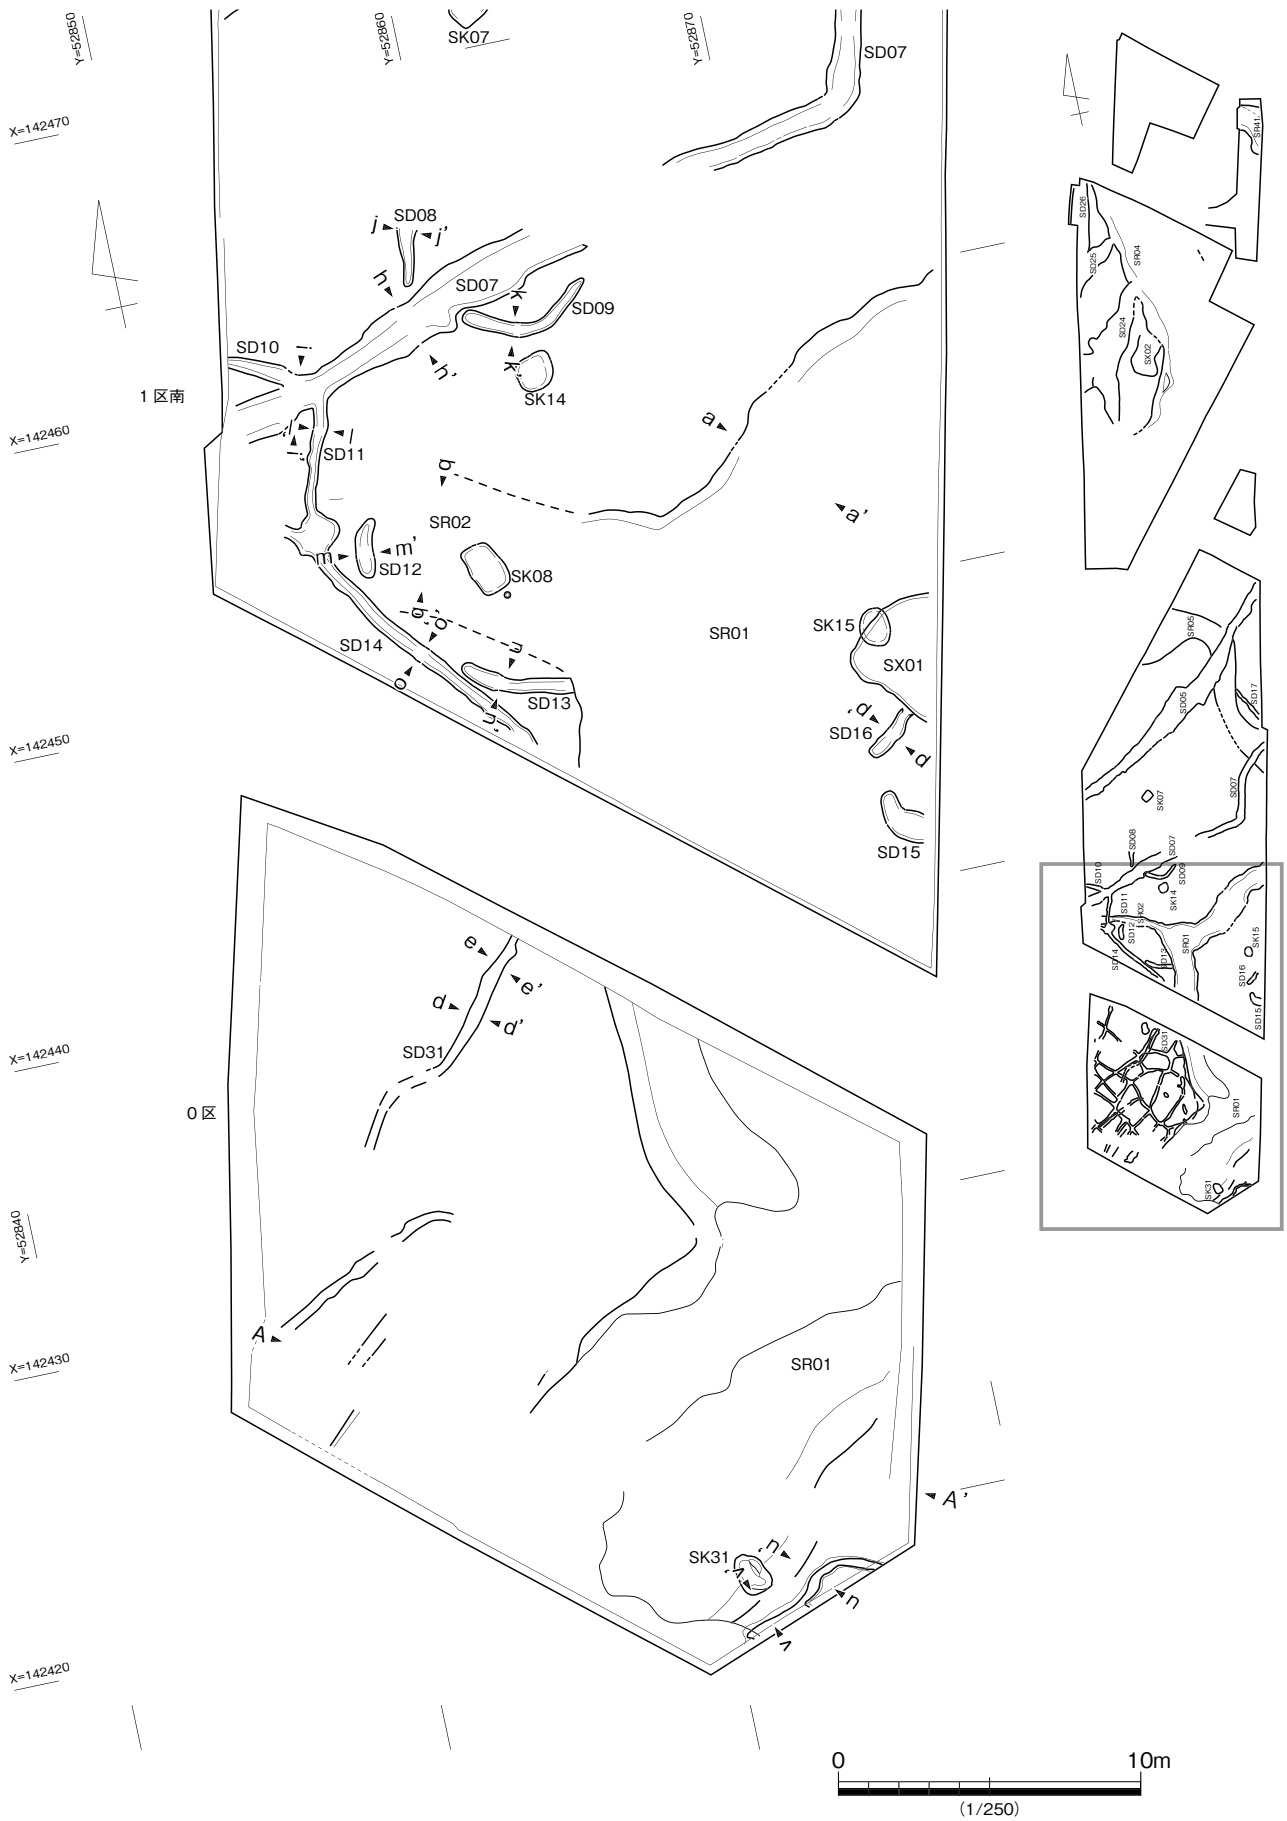 Y=52850
Y=52860
Y=52870
SK07
SD07
X=142470
SD08
j
j’
h
SD07
k
SD09
SD10
i
h’
k’
SK14
1区南
l’
l
i’
SD11
X=142460
a
a’
b
SR02
m
m’
SD12
SK08
b’
o’
SD14
n
o
SD13
n’
SR01
SK15
SX01
d’
SD16
d
X=142450
SD15
e
e’
d
d’
SD31
X=142440
0区
Y=52840
A
X=142430
SR01
A’
SK31
u’
v’
u
v
X=142420
0
10m
(1/250)
SR41
SD26
SD25
SR04
SD24
SX02
SR05
SD05
SD17
SK07
SD07
SD08
SD07
SD10
SD09
SK14
SD11
SR02
SD12
SD14
SD13
SR01
SK15
SD16
SD15
SD31
SR01
SK31